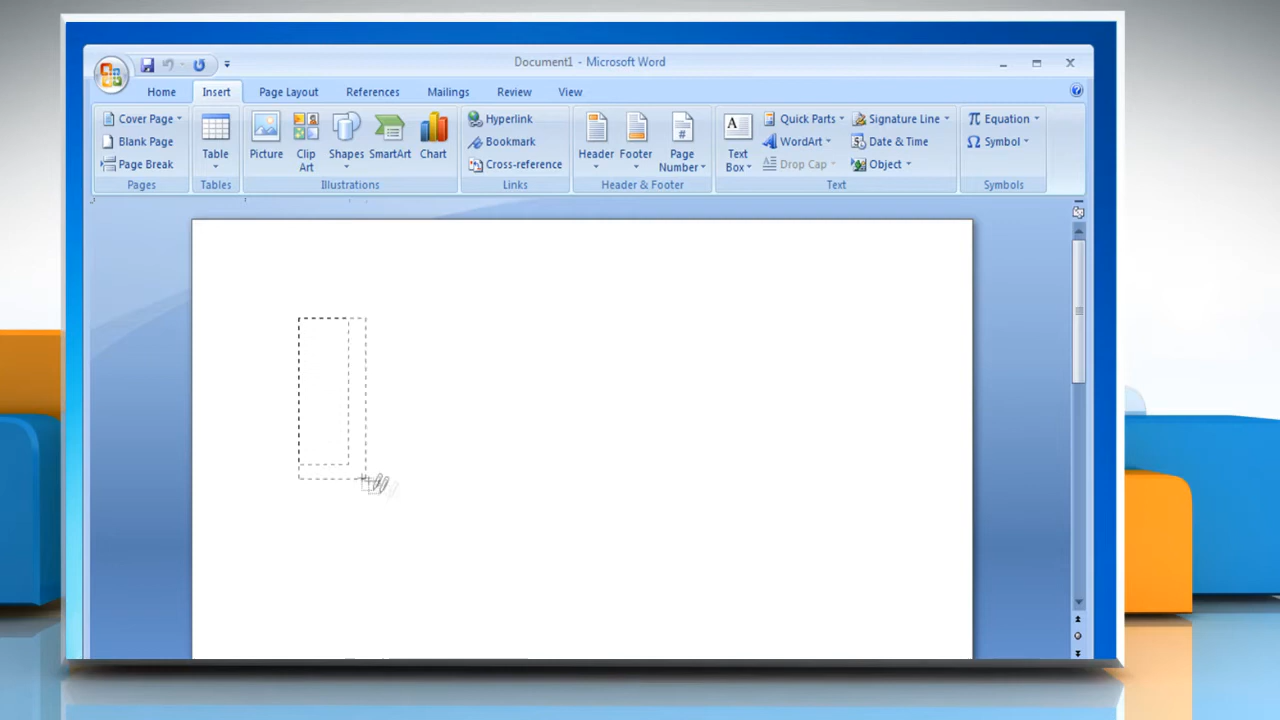 Document1 - Microsoft Word
Home Insert Page Layout References Mailings Review View
Cover Page
Blank Page
Page Break
Pages
Table
Tables
Picture
Clip
Art
Shapes
SmartArt
Chart
Illustrations
Hyperlink
Bookmark
Cross-reference
Links
Header
Footer
Page
Number
Header & Footer
A
Text
Box
Quick Parts
WordArt
Drop Cap
Signature Line
Date & Time
Object
Text
π Equation
Ω Symbol
Symbols